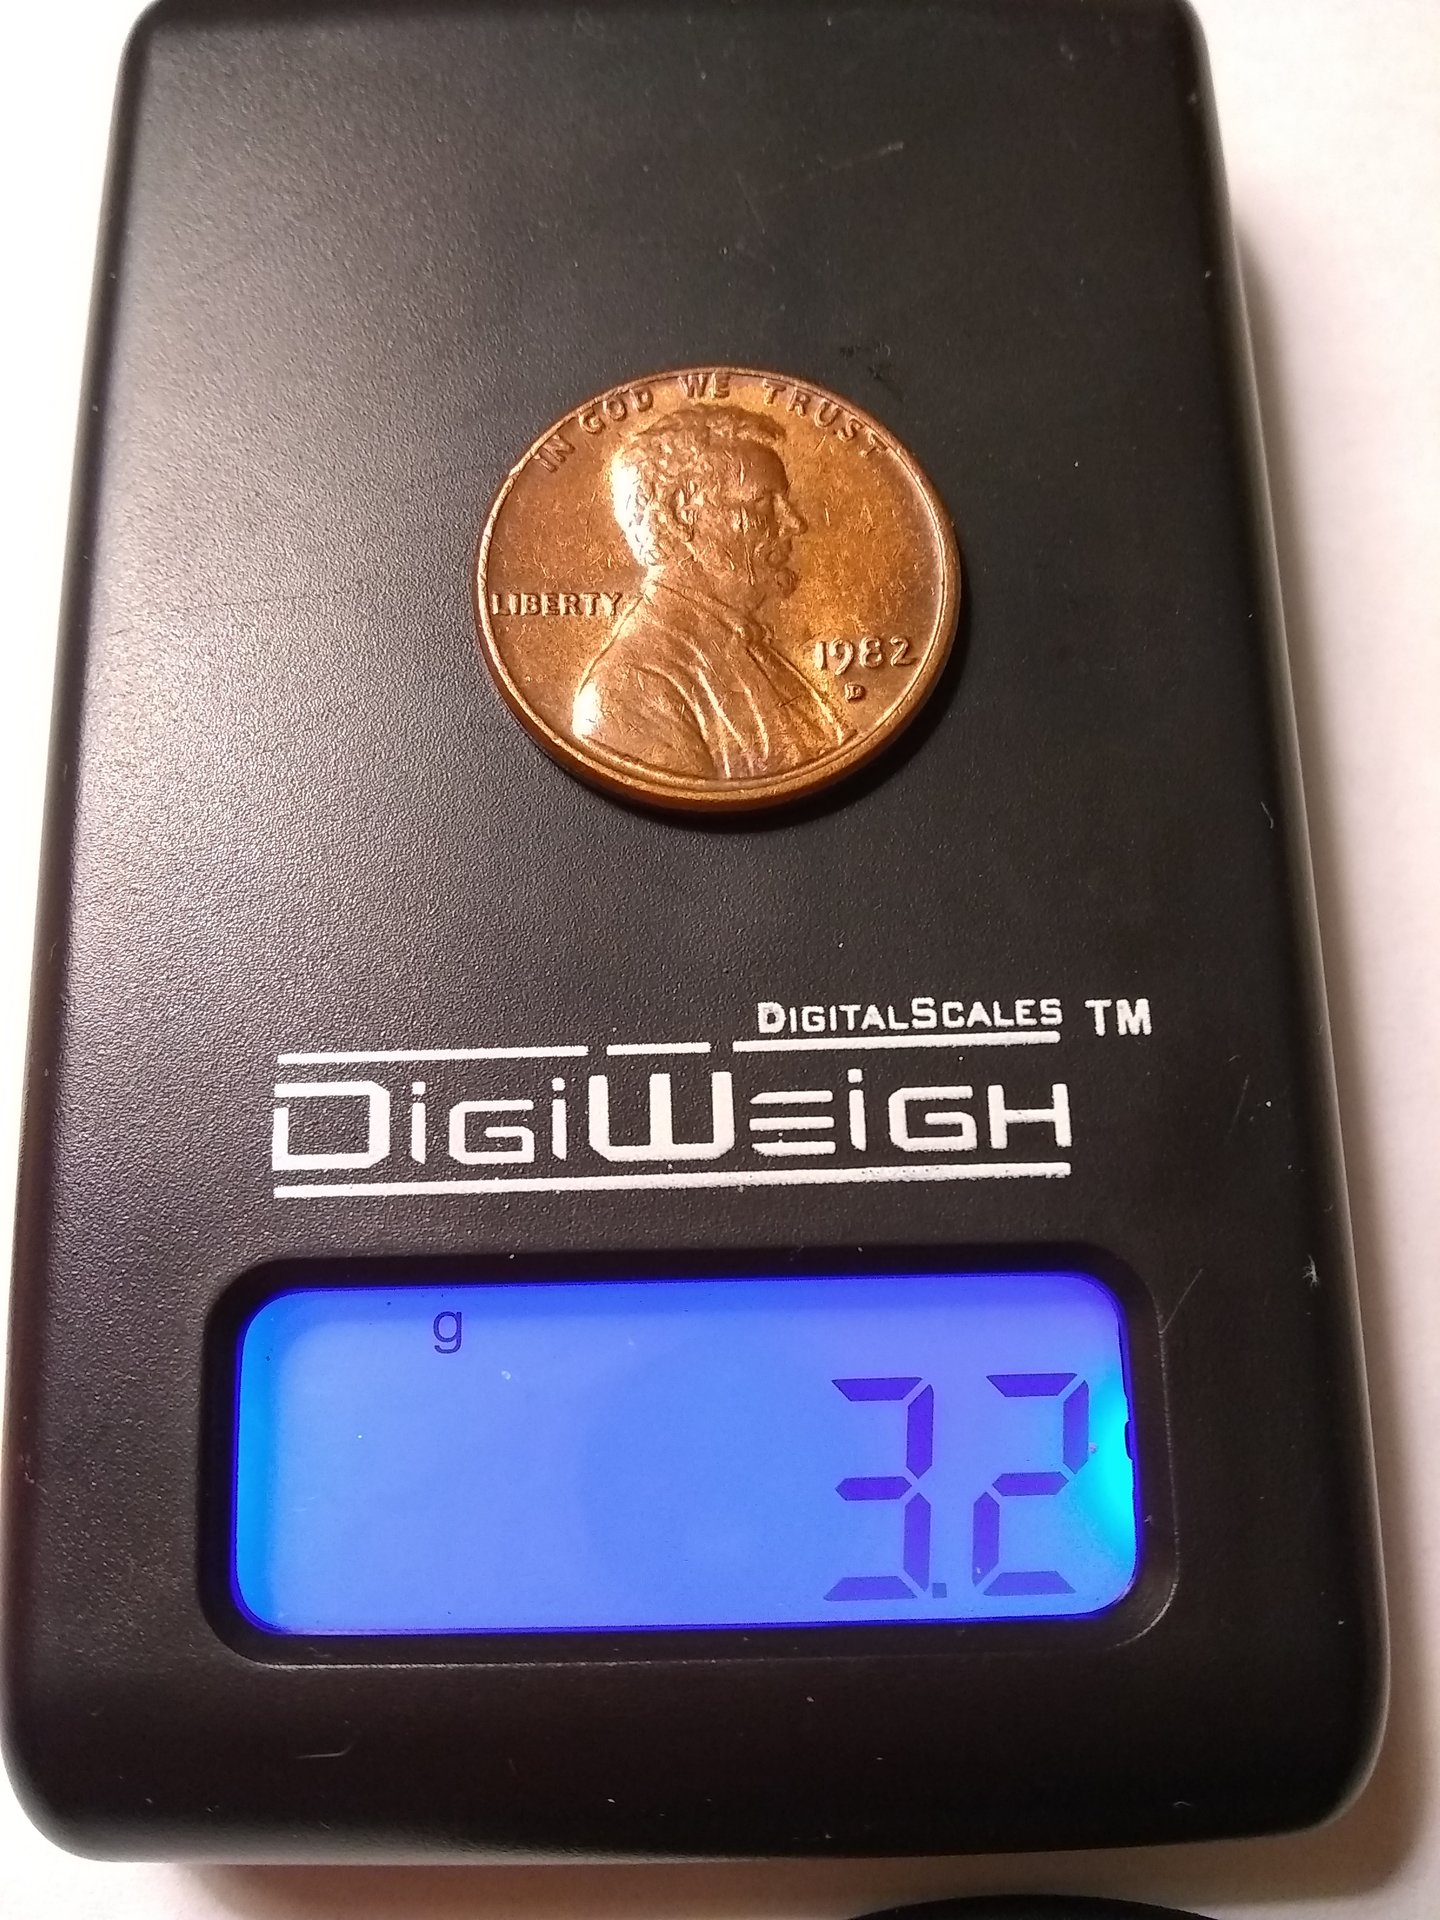 IN GOD WE TRUST
LIBERTY
1982
D
DIGITALSCALES TM
DIGIWEIGH
g
3.2